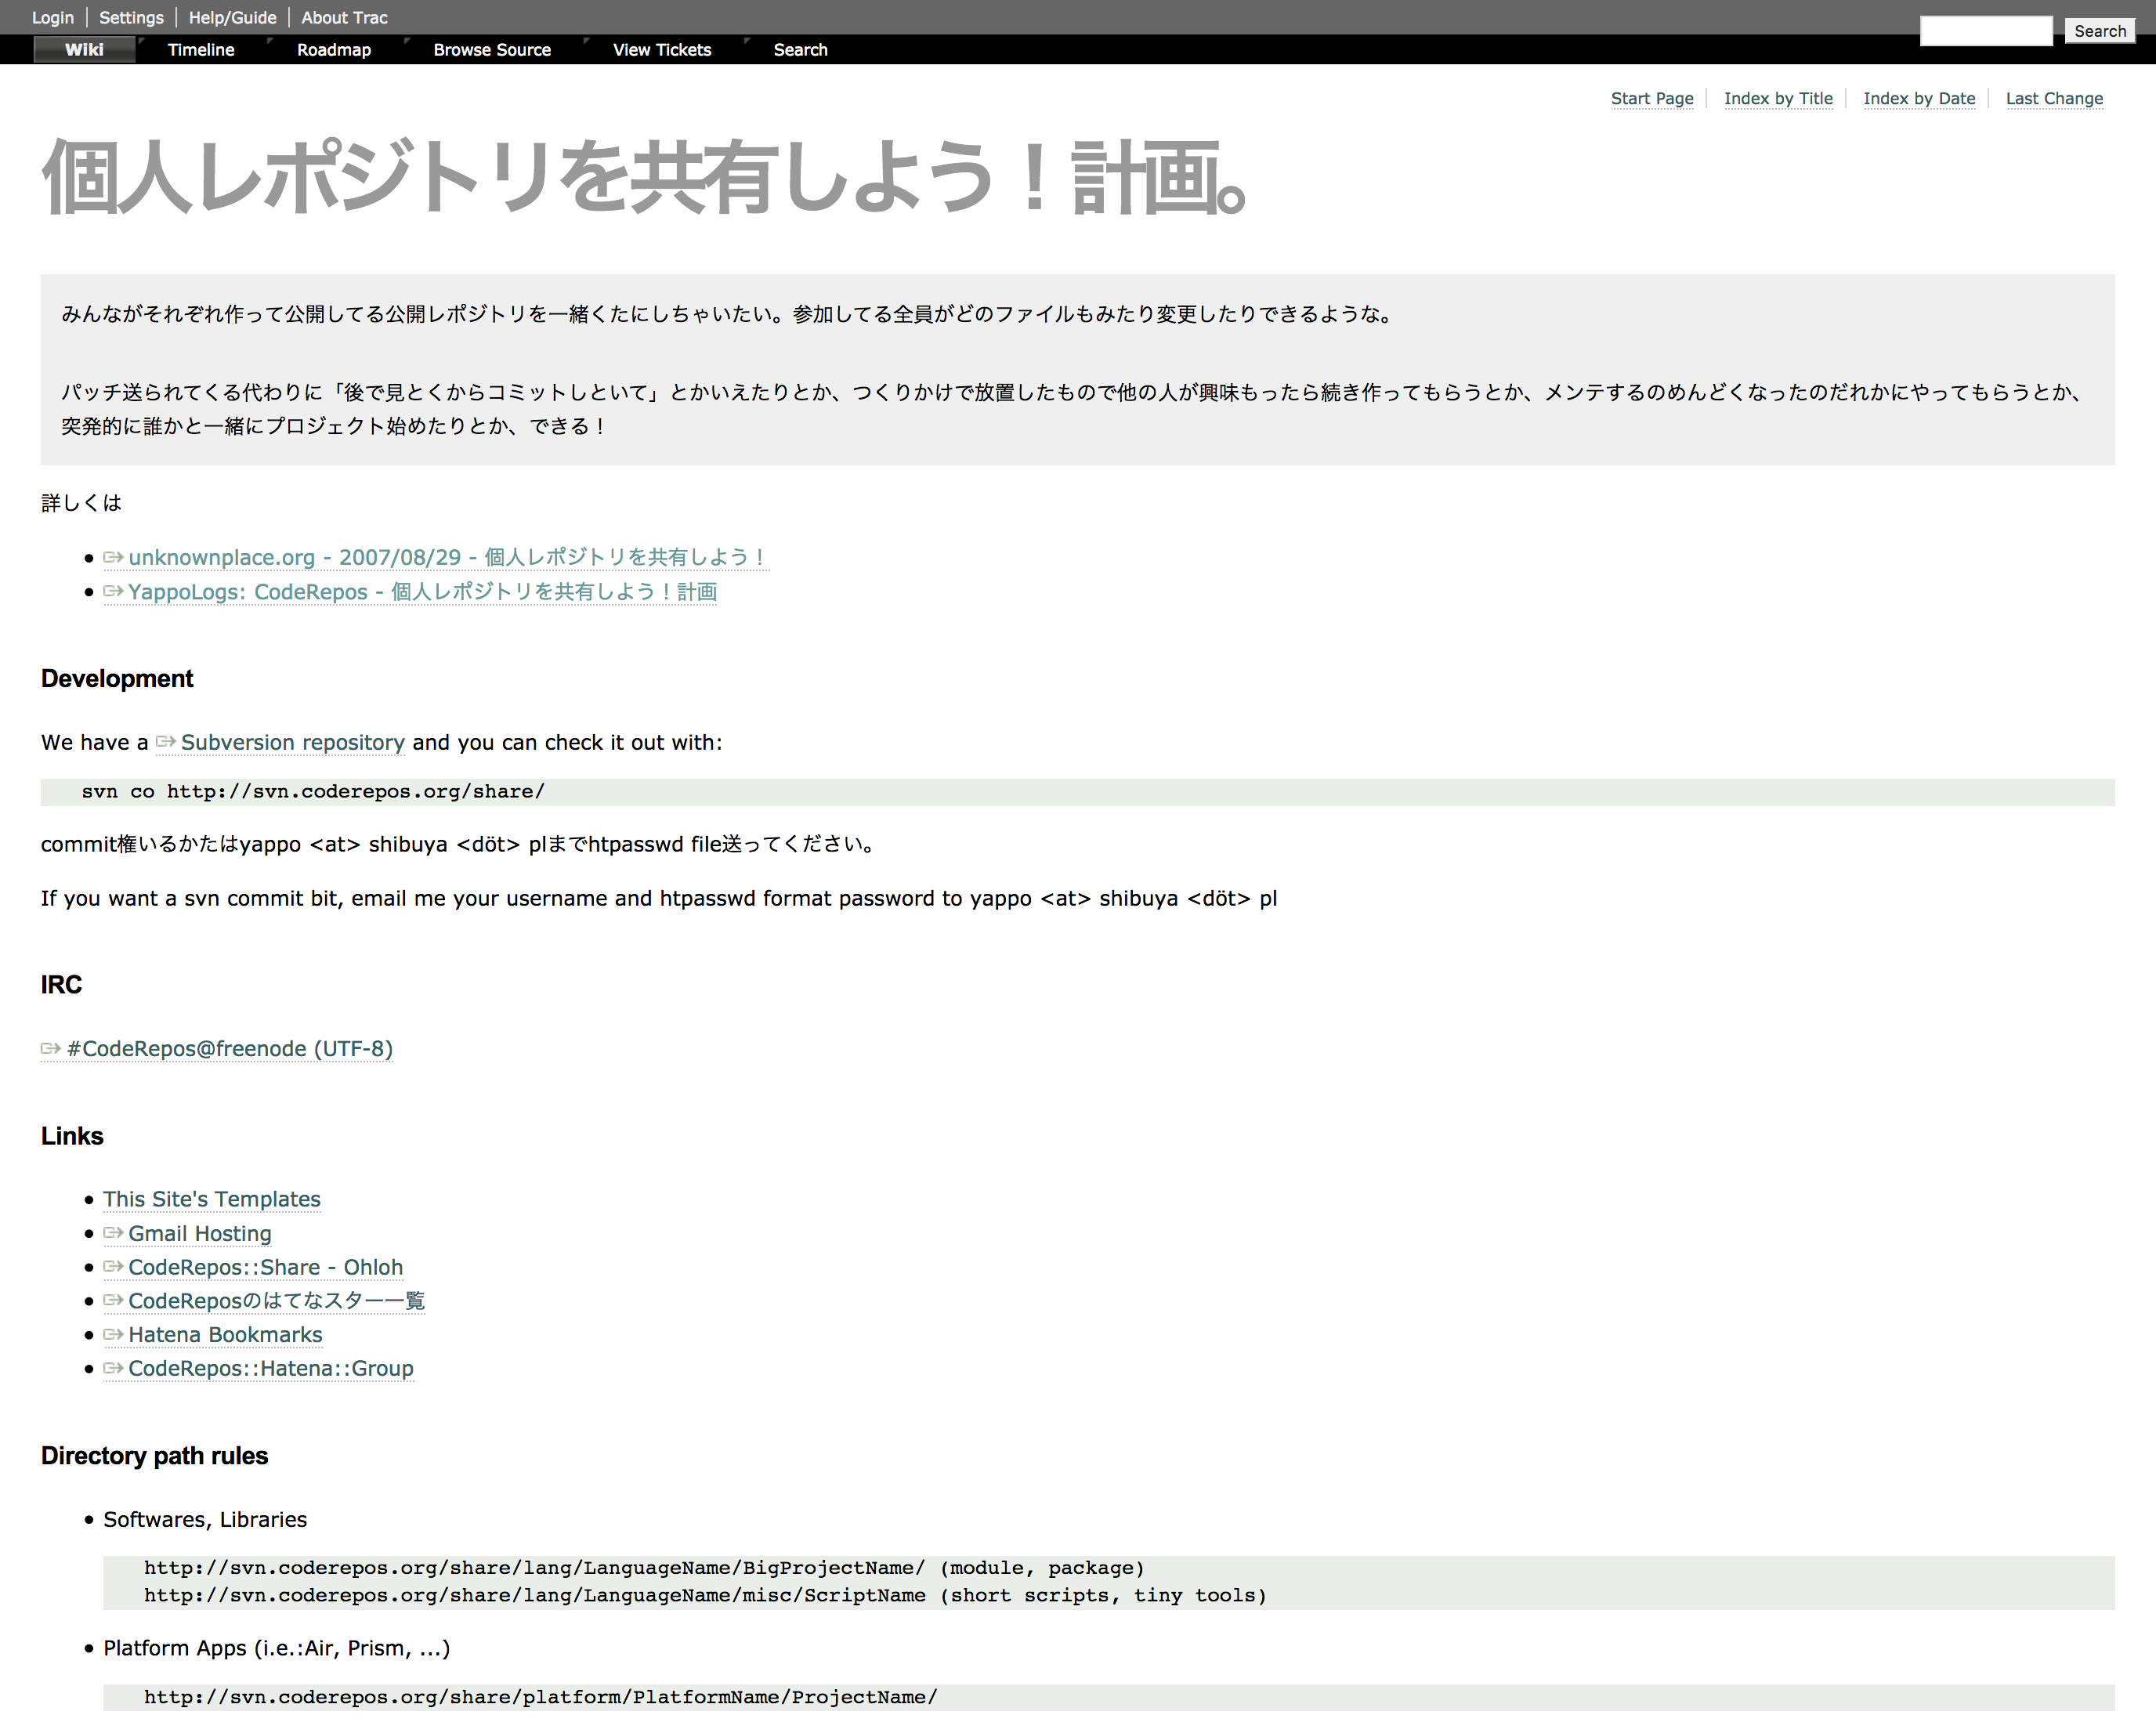 Login Settings Help/Guide About Trac
Search
Wiki Timeline Roadmap Browse Source View Tickets Search
Start Page Index by Title Index by Date Last Change
個人レポジトリを共有しよう！計画。
みんながそれぞれ作って公開してる公開レポジトリを一緒くたにしちゃいたい。参加してる全員がどのファイルもみたり変更したりできるような。
パッチ送られてくる代わりに「後で見とくからコミットしといて」とかいえたりとか、つくりかけで放置したもので他の人が興味もったら続き作ってもらうとか、メンテするのめんどくなったのだれかにやってもらうとか、
突発的に誰かと一緒にプロジェクト始めたりとか、できる！
詳しくは
unknownplace.org - 2007/08/29 - 個人レポジトリを共有しよう！
YappoLogs: CodeRepos - 個人レポジトリを共有しよう！計画
Development
We have a Subversion repository and you can check it out with:
svn co http://svn.coderepos.org/share/
commit権いるかたはyappo <at> shibuya <döt> plまでhtpasswd file送ってください。
If you want a svn commit bit, email me your username and htpasswd format password to yappo <at> shibuya <döt> pl
IRC
#CodeRepos@freenode (UTF-8)
Links
This Site's Templates
Gmail Hosting
CodeRepos::Share - Ohloh
CodeReposのはてなスター一覧
Hatena Bookmarks
CodeRepos::Hatena::Group
Directory path rules
Softwares, Libraries
http://svn.coderepos.org/share/lang/LanguageName/BigProjectName/ (module, package)
http://svn.coderepos.org/share/lang/LanguageName/misc/ScriptName (short scripts, tiny tools)
Platform Apps (i.e.:Air, Prism, ...)
http://svn.coderepos.org/share/platform/PlatformName/ProjectName/